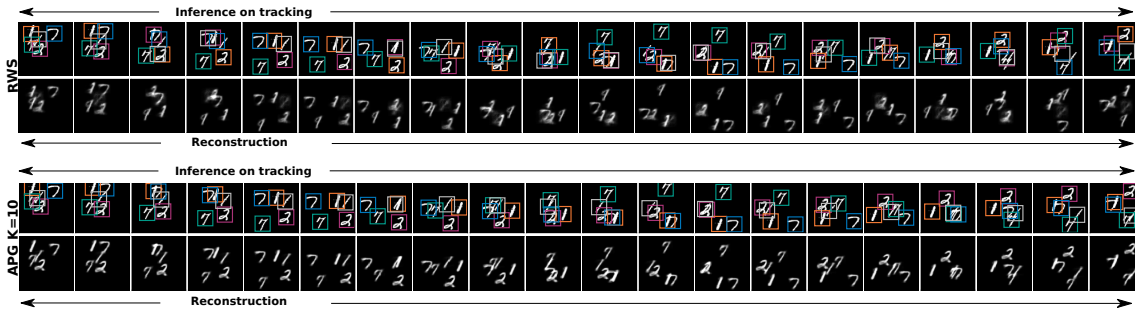 Inference on tracking
RWS
Reconstruction
Inference on tracking
APG K=10
Reconstruction